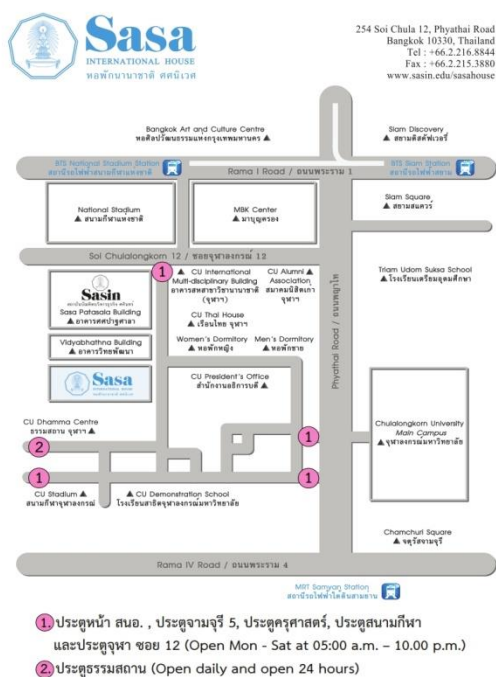 Sasa
INTERNATIONAL HOUSE
หอพักนานาชาติ ศศนิเวศ
254 Soi Chula 12, Phyathai Road
Bangkok 10330, Thailand
Tel : +66.2.216.8844
Fax : +66.2.215.3880
www.sasin.edu/sasahouse
Bangkok Art and Culture Centre
หอศิลปวัฒนธรรมแห่งกรุงเทพมหานคร ▲
Siam Discovery
▲ สยามดิสคัฟเวอรี่
BTS National Stadium Station
สถานีรถไฟฟ้าสนามกีฬาแห่งชาติ
Rama I Road / ถนนพระราม 1
BTS Siam Station
สถานีรถไฟฟ้าสยาม
National Stadium
▲ สนามกีฬาแห่งชาติ
MBK Center
▲ มาบุญครอง
Siam Square
▲ สยามสแควร์
Soi Chulalongkorn 12 / ซอยจุฬาลงกรณ์ 12
1
▲ CU International
Multi-disciplinary Building
อาคารสหสาขาวิชานานาชาติ
(จุฬาฯ)
CU Alumni ▲
Association
สมาคมนิสิตเก่า
จุฬาฯ
Triam Udom Suksa School
▲ โรงเรียนเตรียมอุดมศึกษา
Sasin
Sasa Patasala Building
▲ อาคารศศปาฐศาลา
CU Thai House
▲ เรือนไทย จุฬาฯ
Vidyabhathna Building
▲ อาคารวิทยพัฒนา
Women's Dormitory
▲ หอพักหญิง
Men's Dormitory
▲ หอพักชาย
Phyathai Road / ถนนพญาไท
Sasa
INTERNATIONAL HOUSE
CU President's Office
สำนักงานอธิการบดี ▲
CU Dhamma Centre
ธรรมสถาน จุฬาฯ ▲
2
1
Chulalongkorn University
Main Campus
▲ จุฬาลงกรณ์มหาวิทยาลัย
1
1
CU Stadium ▲
สนามกีฬาจุฬาลงกรณ์
▲ CU Demonstration School
โรงเรียนสาธิตจุฬาลงกรณ์มหาวิทยาลัย
Chamchuri Square
▲ จตุรัสจามจุรี
Rama IV Road / ถนนพระราม 4
MRT Samyan Station
สถานีรถไฟฟ้าใต้ดินสามย่าน
1. ประตูหน้า สนอ. , ประตูจามจุรี 5, ประตูครุศาสตร์, ประตูสนามกีฬา
และประตูจุฬา ซอย 12 (Open Mon - Sat at 05:00 a.m. – 10.00 p.m.)
2. ประตูธรรมสถาน (Open daily and open 24 hours)